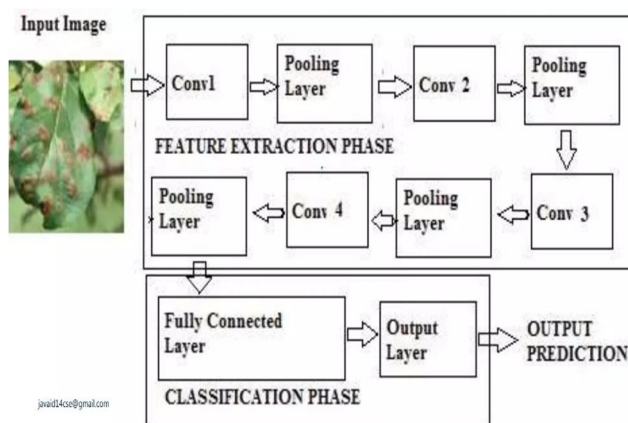 Input Image
Conv1
Pooling
Layer
Conv 2
Pooling
Layer
FEATURE EXTRACTION PHASE
Conv 3
Pooling
Layer
Conv 4
Pooling
Layer
Fully Connected
Layer
Output
Layer
OUTPUT
PREDICTION
CLASSIFICATION PHASE
javaid14cse@gmail.com